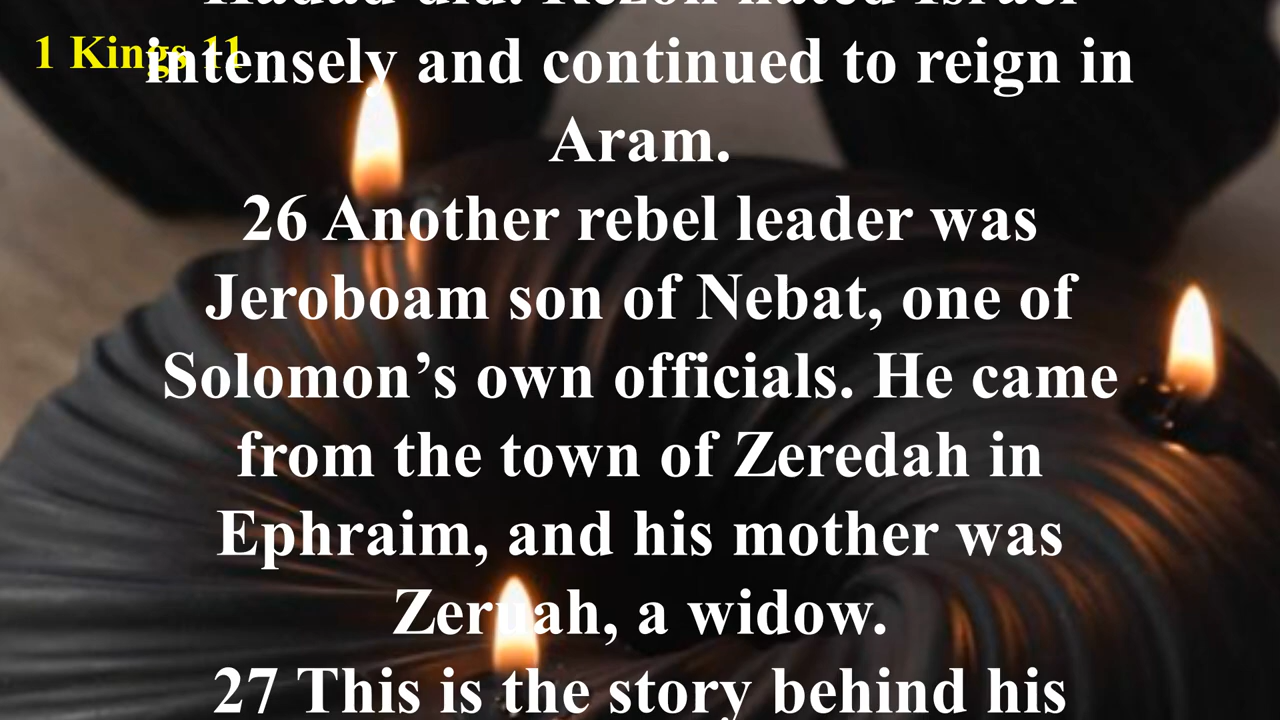 Hadad did. Rezon hated Israel
1 Kings 11
intensely and continued to reign in
Aram.
26 Another rebel leader was
Jeroboam son of Nebat, one of
Solomon’s own officials. He came
from the town of Zeredah in
Ephraim, and his mother was
Zeruah, a widow.
27 This is the story behind his